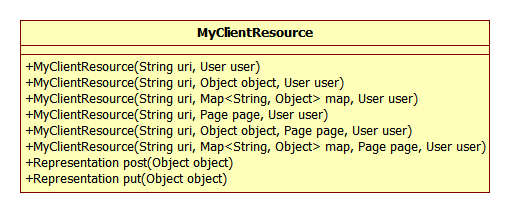 MyClientResource
+MyClientResource(String uri, User user)
+MyClientResource(String uri, Object object, User user)
+MyClientResource(String uri, Map<String, Object> map, User user)
+MyClientResource(String uri, Page page, User user)
+MyClientResource(String uri, Object object, Page page, User user)
+MyClientResource(String uri, Map<String, Object> map, Page page, User user)
+Representation post(Object object)
+Representation put(Object object)